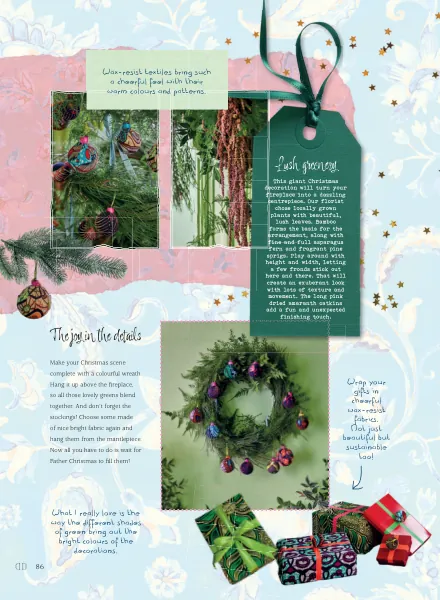 Wax-resist textiles bring such
a cheerful feel with their
warm colours and patterns.
Lush greenery
This giant Christmas
decoration will turn your
fireplace into a dazzling
centrepiece. Our florist
chose locally grown
plants with beautiful,
lush leaves. Bamboo
forms the basis for the
arrangement, along with
fine-and-full asparagus
fern and fragrant pine
sprigs. Play around with
height and width, letting
a few fronds stick out
here and there. That will
create an exuberant look
with lots of texture and
movement. The long pink
dried amaranth catkins
add a fun and unexpected
finishing touch.
The joy in the details
Make your Christmas scene
complete with a colourful wreath
Hang it up above the fireplace,
so all those lovely greens blend
together. And don't forget the
stockings! Choose some made
of nice bright fabric again and
hang them from the mantlepiece
Now all you have to do is wait for
Father Christmas to fill them!
Wrap your
gifts in
cheerful
wax-resist
fabrics.
Not just
beautiful but
sustainable
too!
What I really love is the
way the different shades
of green bring out the
bright colours of the
decorations.
86